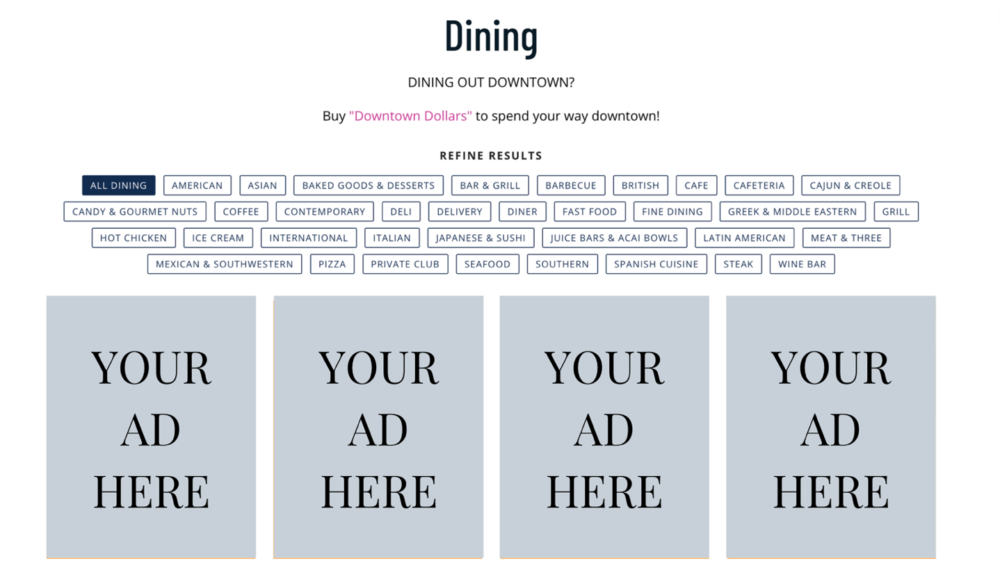 Dining
DINING OUT DOWNTOWN?
Buy "Downtown Dollars" to spend your way downtown!
REFINE RESULTS
ALL DINING AMERICAN ASIAN BAKED GOODS & DESSERTS BAR & GRILL BARBECUE BRITISH CAFE CAFETERIA CAJUN & CREOLE
CANDY & GOURMET NUTS COFFEE CONTEMPORARY DELI DELIVERY DINER FAST FOOD FINE DINING GREEK & MIDDLE EASTERN GRILL
HOT CHICKEN ICE CREAM INTERNATIONAL ITALIAN JAPANESE & SUSHI JUICE BARS & ACAI BOWLS LATIN AMERICAN MEAT & THREE
MEXICAN & SOUTHWESTERN PIZZA PRIVATE CLUB SEAFOOD SOUTHERN SPANISH CUISINE STEAK WINE BAR
YOUR
AD
HERE
YOUR
AD
HERE
YOUR
AD
HERE
YOUR
AD
HERE